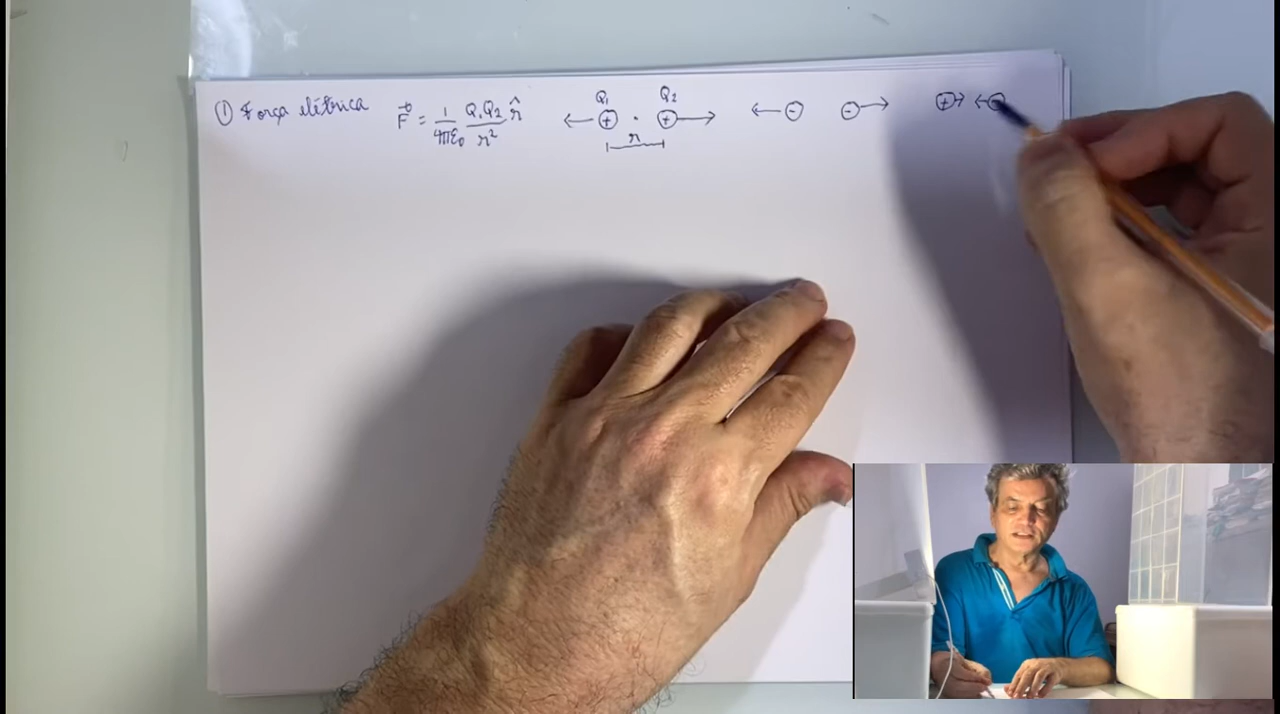 ① Força elétrica F⃗ = 1/4πε₀ Q₁Q₂/r² r̂ Q₁ Q₂ ← ⊕ · ⊕ → r ← ⊖ ⊖ → ⊕→ ←⊖